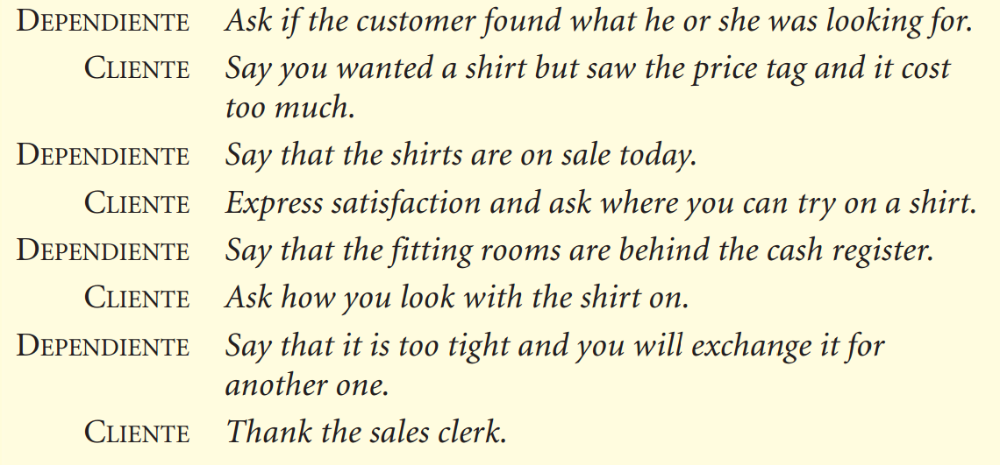 DEPENDIENTE Ask if the customer found what he or she was looking for.
CLIENTE Say you wanted a shirt but saw the price tag and it cost
too much.
DEPENDIENTE Say that the shirts are on sale today.
CLIENTE Express satisfaction and ask where you can try on a shirt.
DEPENDIENTE Say that the fitting rooms are behind the cash register.
CLIENTE Ask how you look with the shirt on.
DEPENDIENTE Say that it is too tight and you will exchange it for
another one.
CLIENTE Thank the sales clerk.